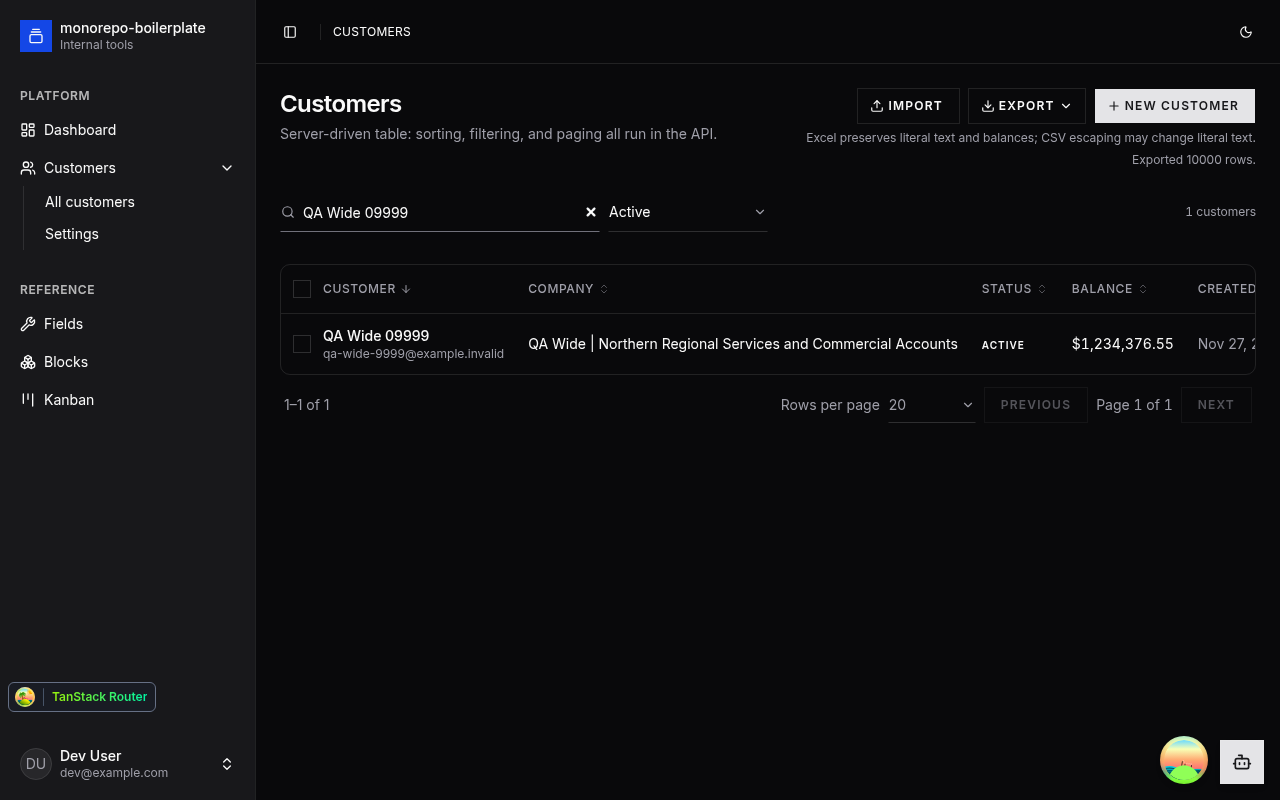 monorepo-boilerplate
Internal tools
CUSTOMERS
PLATFORM
Dashboard
Customers
All customers
Settings
REFERENCE
Fields
Blocks
Kanban
TanStack Router
DU
Dev User
dev@example.com
Customers
Server-driven table: sorting, filtering, and paging all run in the API.
IMPORT
EXPORT
NEW CUSTOMER
Excel preserves literal text and balances; CSV escaping may change literal text.
Exported 10000 rows.
QA Wide 09999
Active
1 customers
CUSTOMER COMPANY STATUS BALANCE CREATED
QA Wide 09999
qa-wide-9999@example.invalid
QA Wide | Northern Regional Services and Commercial Accounts
ACTIVE
$1,234,376.55
Nov 27,
1–1 of 1
Rows per page 20
PREVIOUS
Page 1 of 1
NEXT